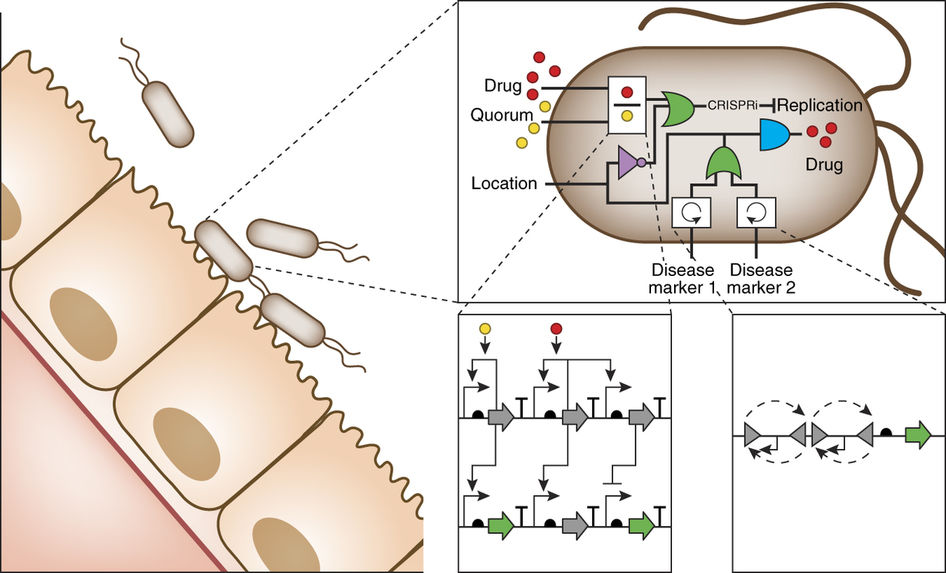 Drug
Quorum
Location
CRISPRi
Replication
Drug
Disease
marker 1
Disease
marker 2